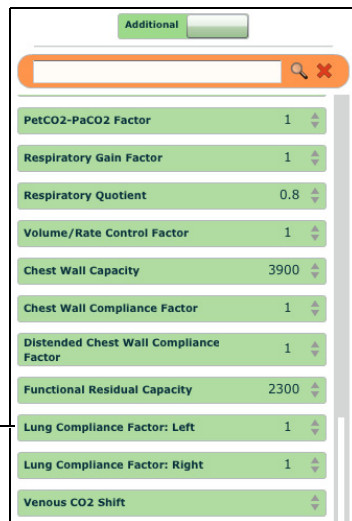 Additional
PetCO2-PaCO2 Factor 1
Respiratory Gain Factor 1
Respiratory Quotient 0.8
Volume/Rate Control Factor 1
Chest Wall Capacity 3900
Chest Wall Compliance Factor 1
Distended Chest Wall Compliance
Factor 1
Functional Residual Capacity 2300
Lung Compliance Factor: Left 1
Lung Compliance Factor: Right 1
Venous CO2 Shift